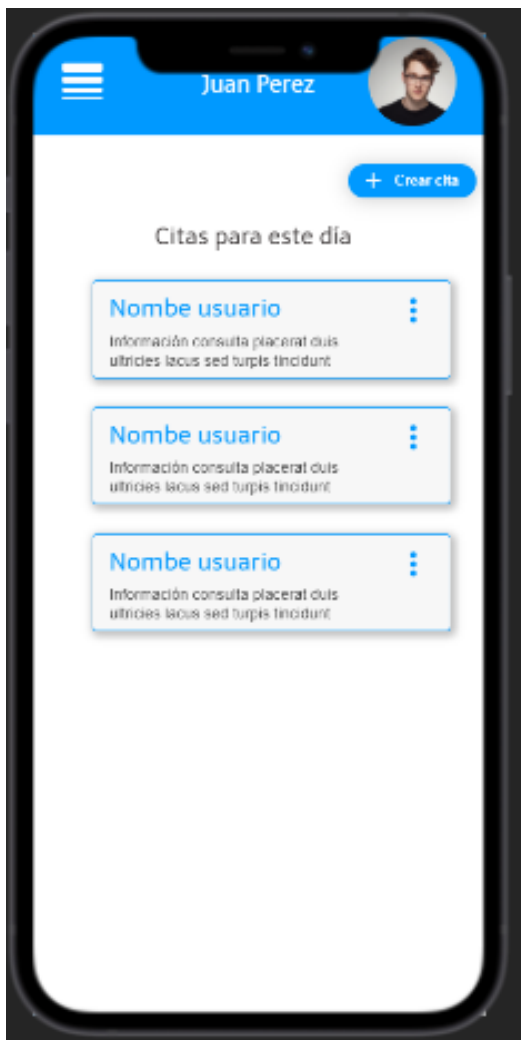 Juan Perez
+ Crear cita
Citas para este día
Nombe usuario
Información consulta placerat duis
ultricies lacus sed turpis tincidunt
Nombe usuario
Información consulta placerat duis
ultricies lacus sed turpis tincidunt
Nombe usuario
Información consulta placerat duis
ultricies lacus sed turpis tincidunt